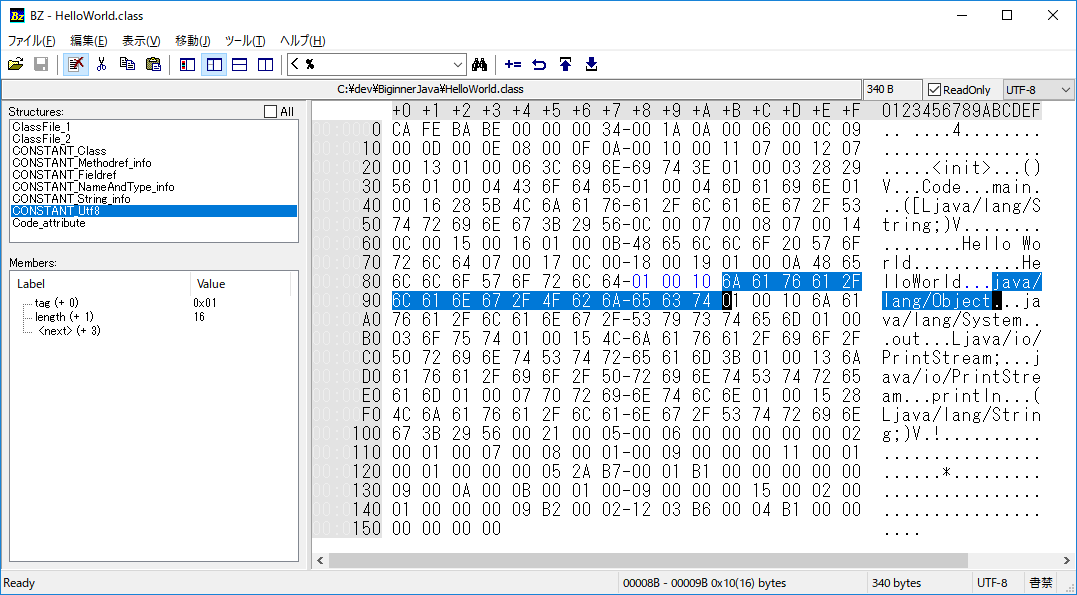 BZ - HelloWorld.class
ファイル(F) 編集(E) 表示(V) 移動(J) ツール(T) ヘルプ(H)
< %
C:¥dev¥BiginnerJava¥HelloWorld.class 340 B ReadOnly UTF-8
Structures: All
ClassFile_1
ClassFile_2
CONSTANT_Class
CONSTANT_Methodref_info
CONSTANT_Fieldref
CONSTANT_NameAndType_info
CONSTANT_String_info
CONSTANT_Utf8
Code_attribute
Members:
Label Value
tag (+ 0) 0x01
length (+ 1) 16
<next> (+ 3)
+0 +1 +2 +3 +4 +5 +6 +7 -+8 +9 +A +B +C +D +E +F 0123456789ABCDEF
0 CA FE BA BE 00 00 00 34-00 1A 0A 00 06 00 0C 09 .. ....4........
10 00 0D 00 0E 08 00 0F 0A-00 10 00 11 07 00 12 07 ................
20 00 13 01 00 06 3C 69 6E-69 74 3E 01 00 03 28 29 .....<init>...()
30 56 01 00 04 43 6F 64 65-01 00 04 6D 61 69 6E 01 V...Code...main.
40 00 16 28 5B 4C 6A 61 76-61 2F 6C 61 6E 67 2F 53 ..([Ljava/lang/S
50 74 72 69 6E 67 3B 29 56-0C 00 07 00 08 07 00 14 tring;)V........
60 0C 00 15 00 16 01 00 0B-48 65 6C 6C 6F 20 57 6F ........Hello Wo
70 72 6C 64 07 00 17 0C 00-18 00 19 01 00 0A 48 65 rld...........He
80 6C 6C 6F 57 6F 72 6C 64-01 00 10 6A 61 76 61 2F lloWorld...java/
90 6C 61 6E 67 2F 4F 62 6A-65 63 74 01 00 10 6A 61 lang/Object...ja
A0 76 61 2F 6C 61 6E 67 2F-53 79 73 74 65 6D 01 00 va/lang/System..
B0 03 6F 75 74 01 00 15 4C-6A 61 76 61 2F 69 6F 2F .out...Ljava/io/
C0 50 72 69 6E 74 53 74 72-65 61 6D 3B 01 00 13 6A PrintStream;...j
D0 61 76 61 2F 69 6F 2F 50-72 69 6E 74 53 74 72 65 ava/io/PrintStre
E0 61 6D 01 00 07 70 72 69-6E 74 6C 6E 01 00 15 28 am...println...(
F0 4C 6A 61 76 61 2F 6C 61-6E 67 2F 53 74 72 69 6E Ljava/lang/Strin
100 67 3B 29 56 00 21 00 05-00 06 00 00 00 00 00 02 g;)V.!..........
110 00 01 00 07 00 08 00 01-00 09 00 00 00 11 00 01 ................
120 00 01 00 00 00 05 2A B7-00 01 B1 00 00 00 00 00 ......*.........
130 09 00 0A 00 0B 00 01 00-09 00 00 00 15 00 02 00 ................
140 01 00 00 00 09 B2 00 02-12 03 B6 00 04 B1 00 00 ................
150 00 00 00 00 ....
Ready 00008B - 00009B 0x10(16) bytes 340 bytes UTF-8 書禁